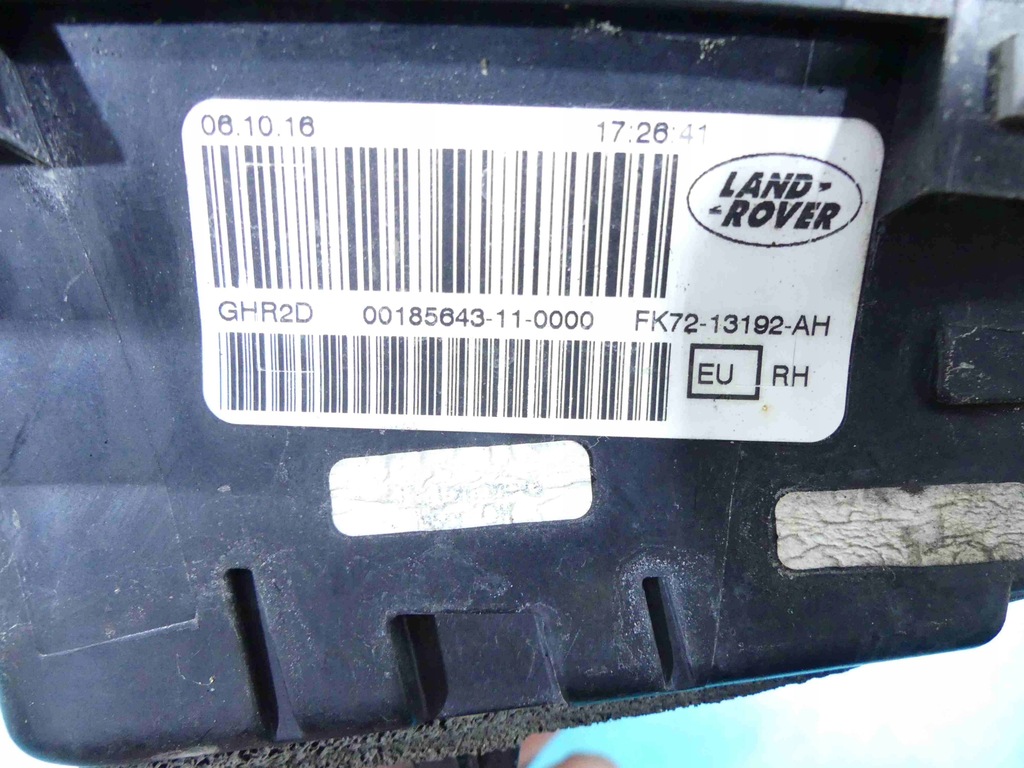 06.10.16 17:26:41
LAND-
-ROVER
GHR2D 00185643-11-0000 FK72-13192-AH
EU RH